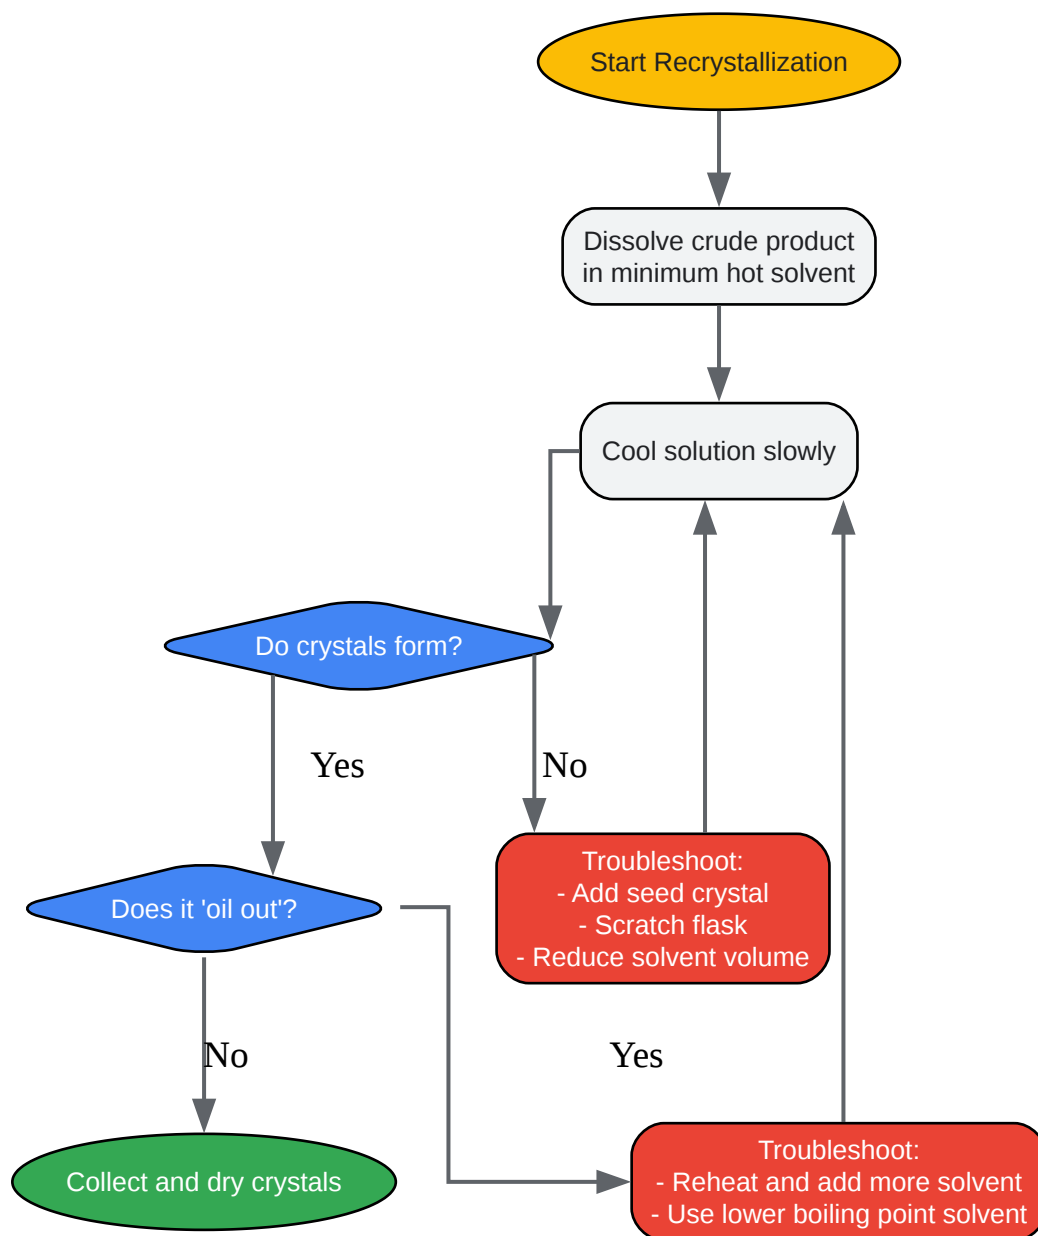 Start Recrystallization
Dissolve crude product
in minimum hot solvent
Cool solution slowly
Do crystals form?
Yes
No
Troubleshoot:
- Add seed crystal
- Scratch flask
- Reduce solvent volume
Does it 'oil out'?
No
Yes
Troubleshoot:
- Reheat and add more solvent
- Use lower boiling point solvent
Collect and dry crystals